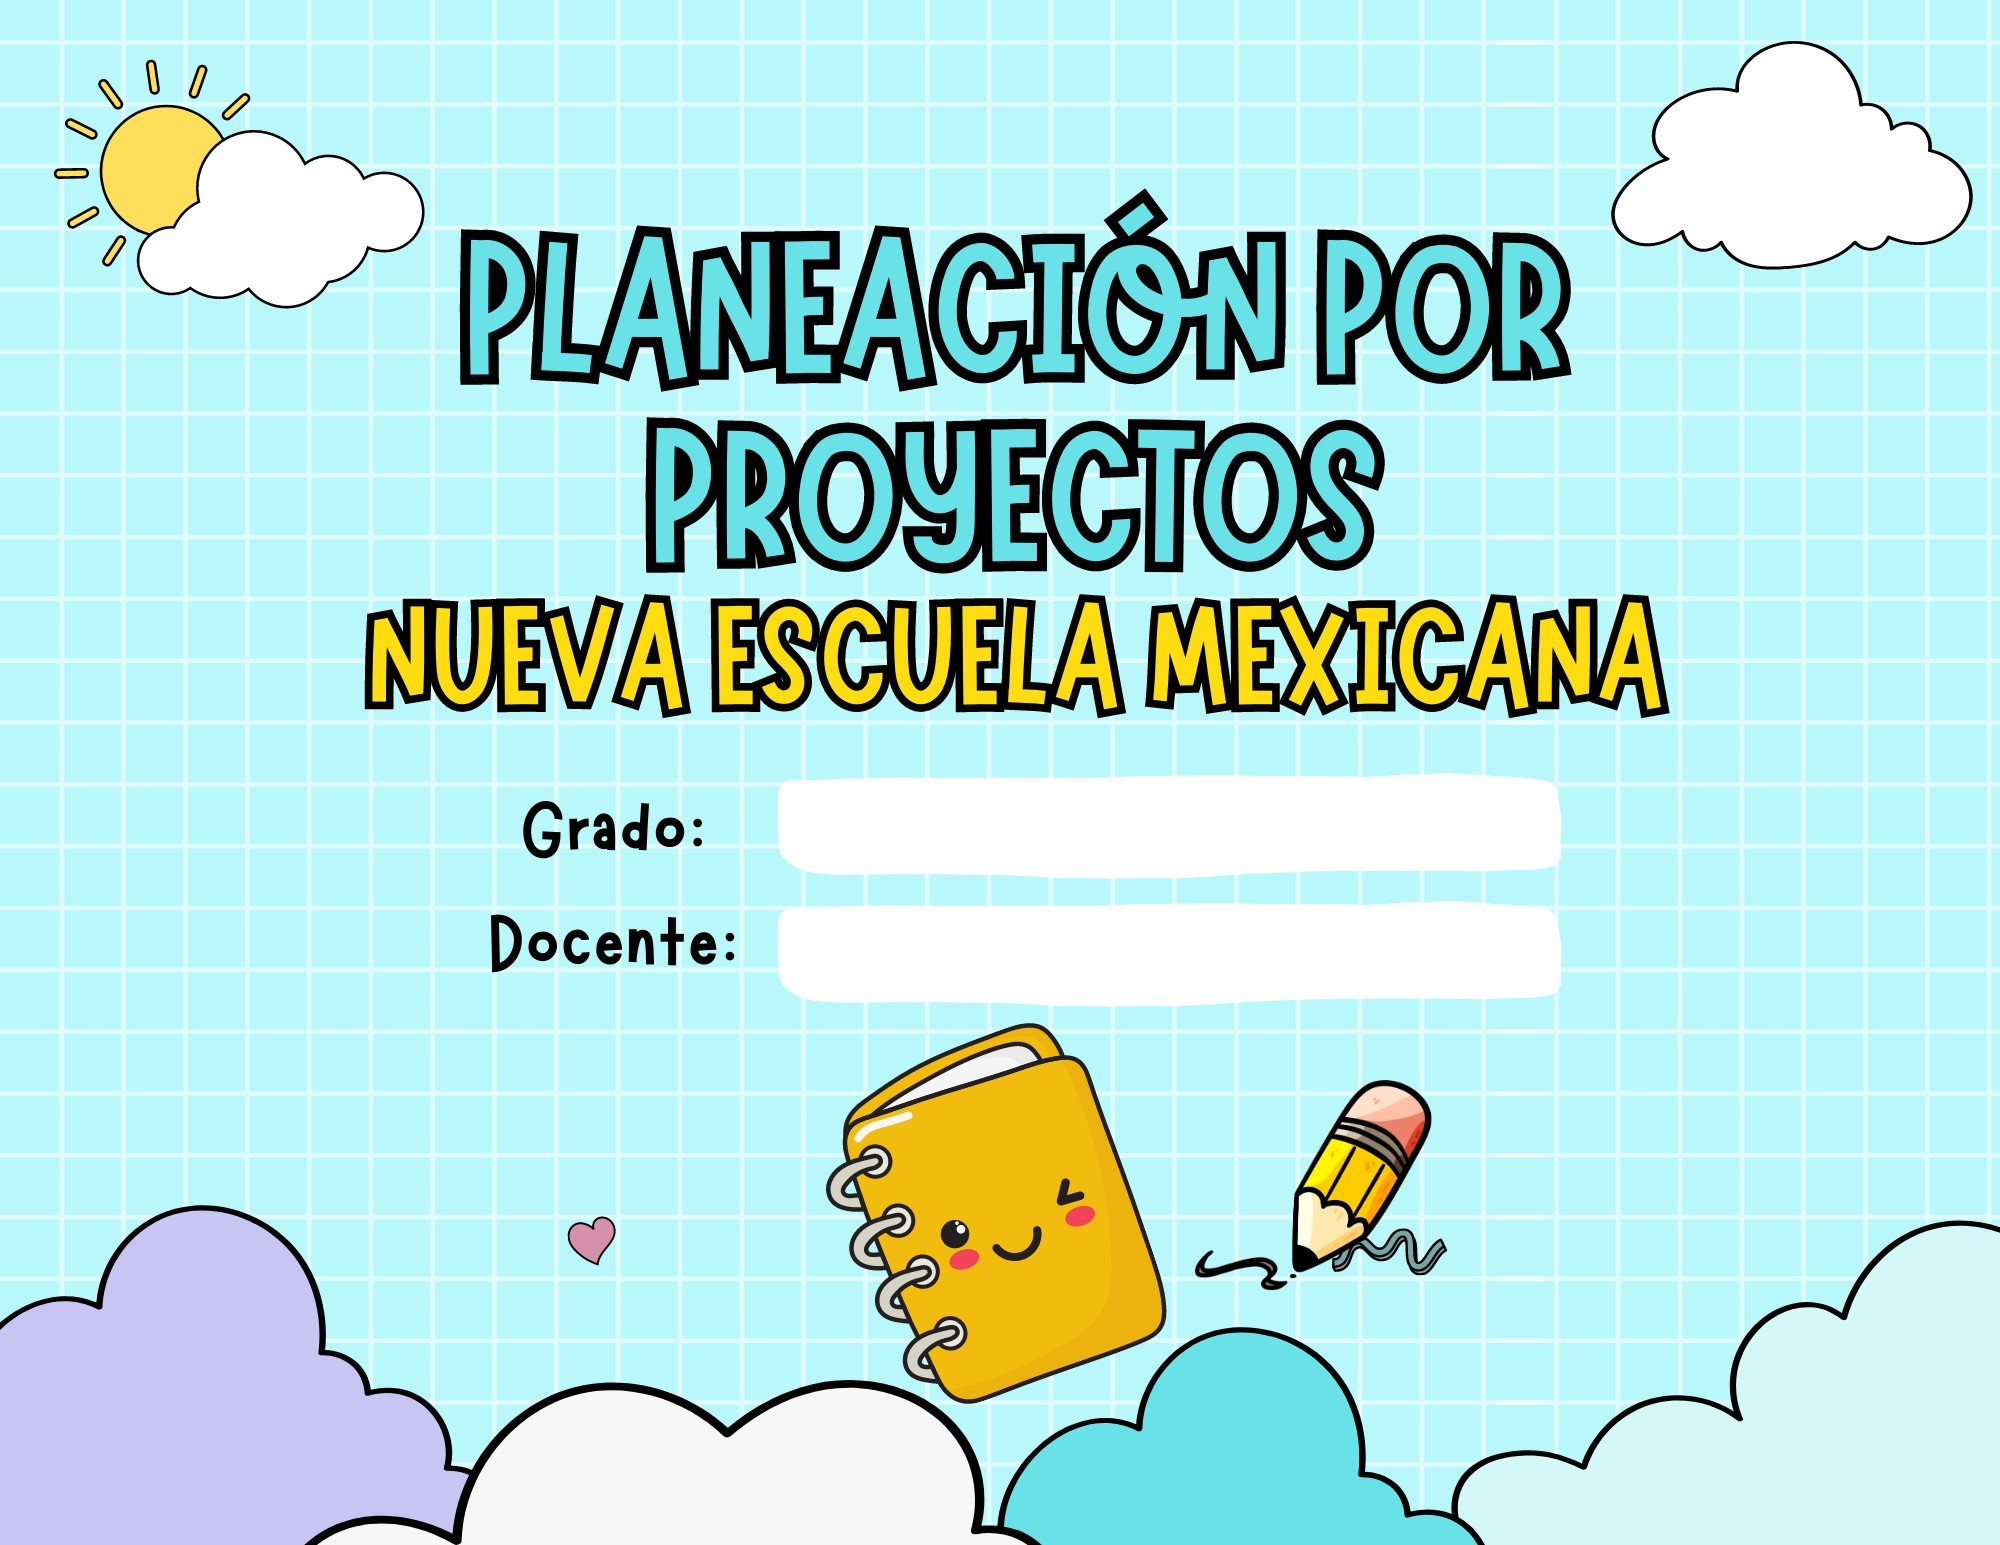 PLANEACIÓN POR
PROYECTOS
NUEVA ESCUELA MEXICANA
Grado:
Docente: